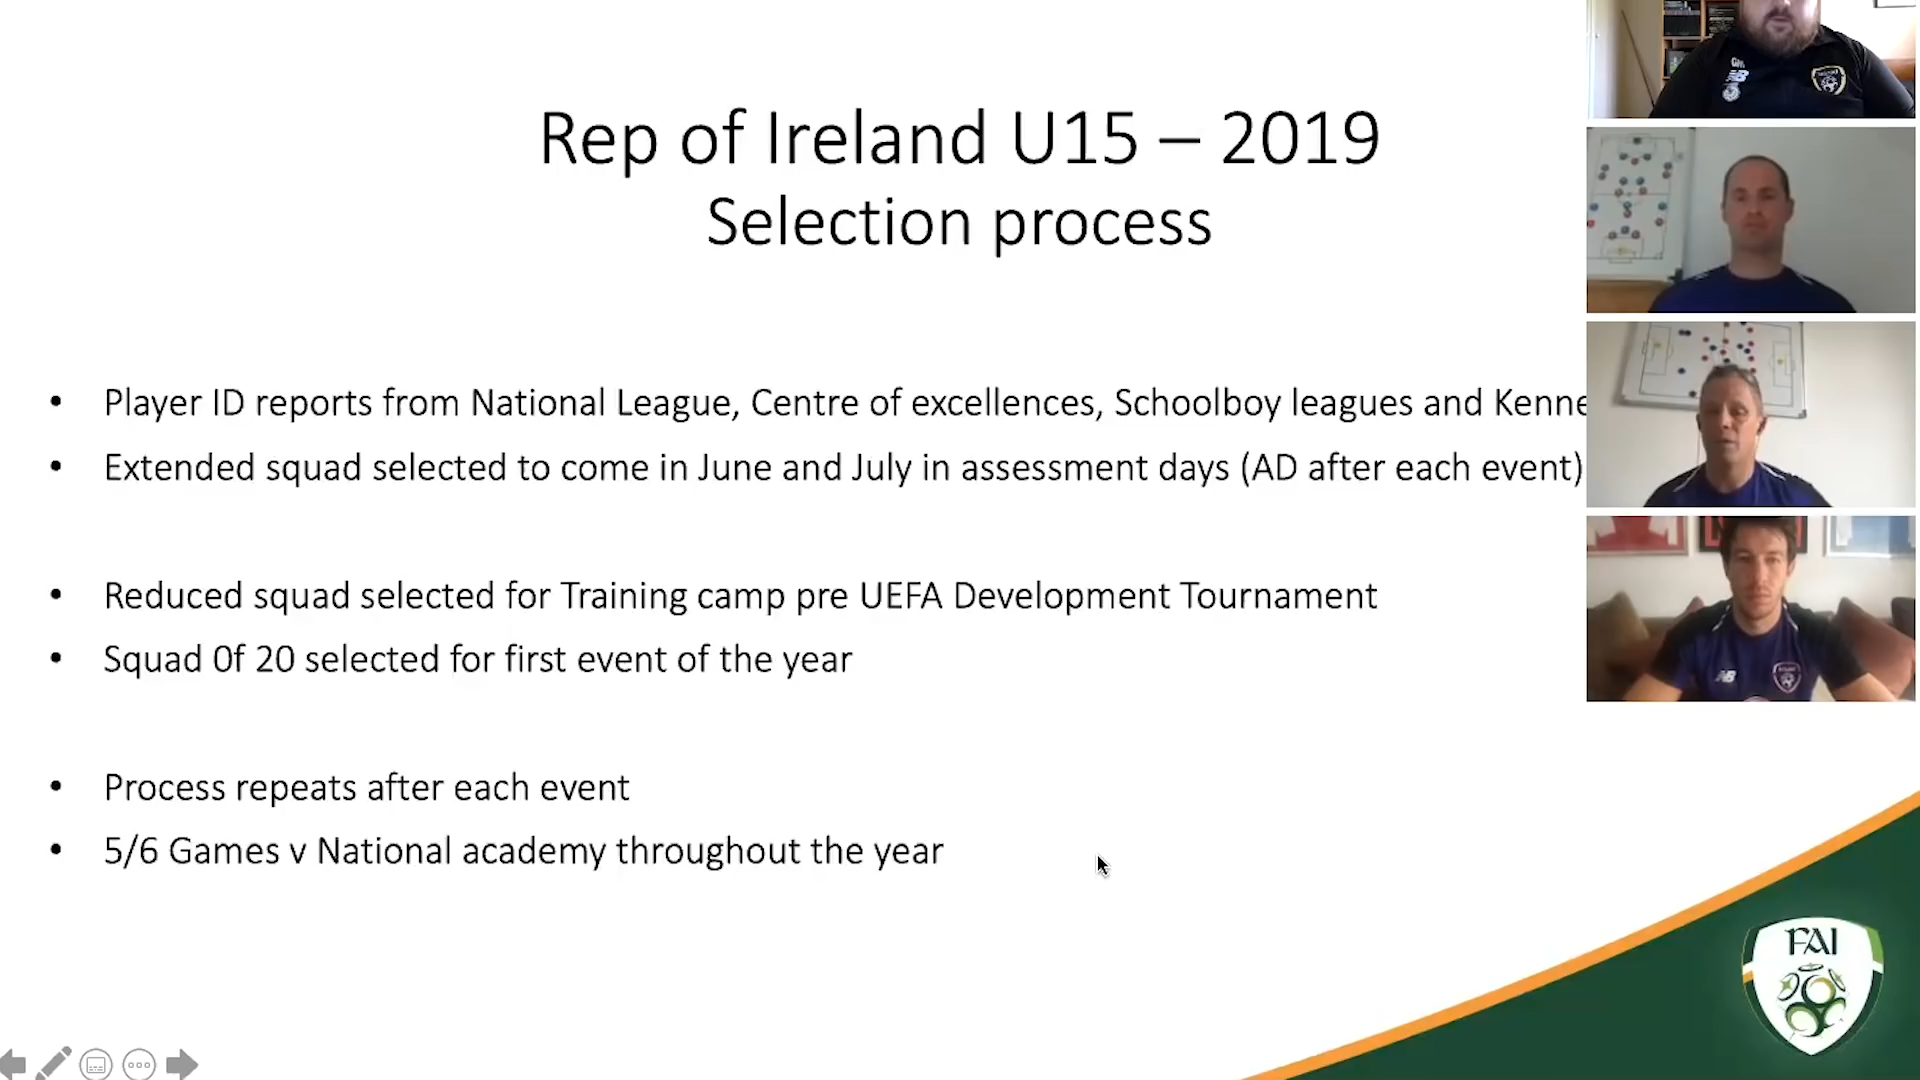 Rep of Ireland U15 – 2019
Selection process
• Player ID reports from National League, Centre of excellences, Schoolboy leagues and Kenne
• Extended squad selected to come in June and July in assessment days (AD after each event)
• Reduced squad selected for Training camp pre UEFA Development Tournament
• Squad 0f 20 selected for first event of the year
• Process repeats after each event
• 5/6 Games v National academy throughout the year
FAI